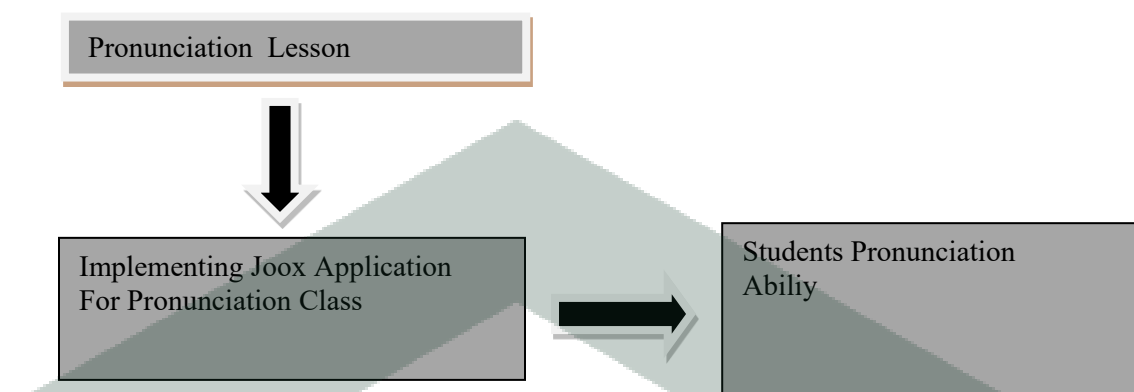 Pronunciation Lesson
Implementing Joox Application
For Pronunciation Class
Students Pronunciation
Abiliy